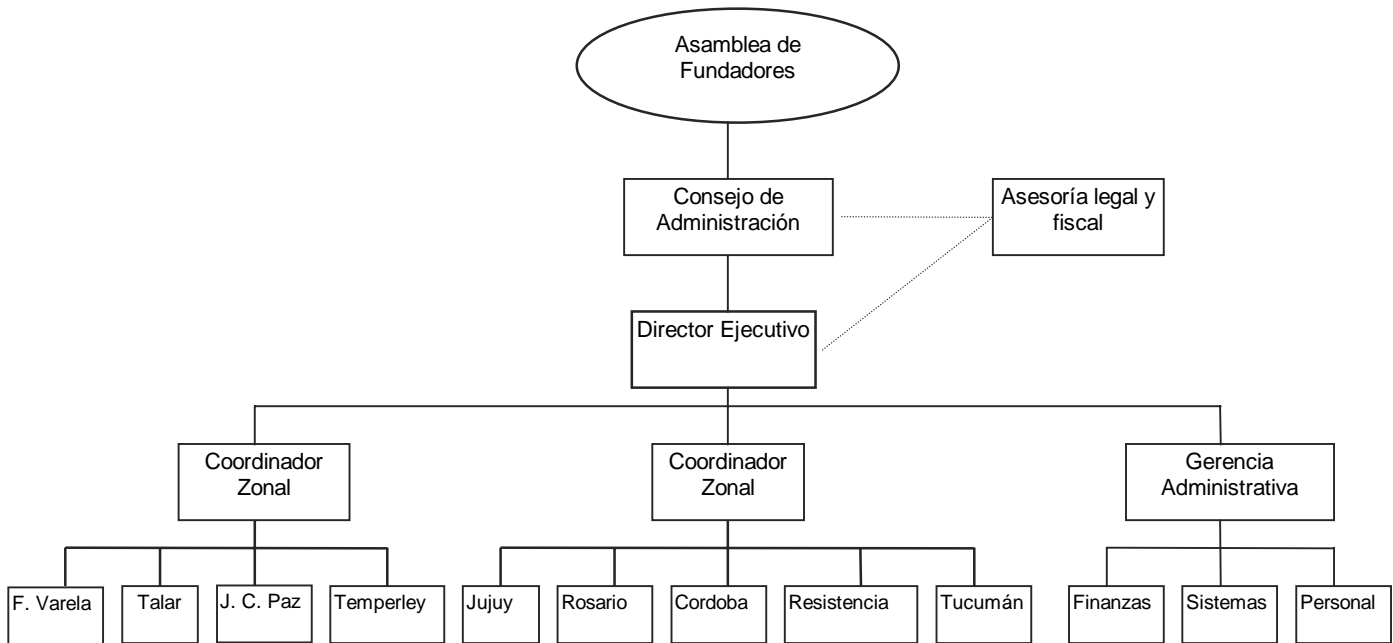 Asamblea de
Fundadores
Consejo de
Administración
Asesoría legal y
fiscal
Director Ejecutivo
Coordinador
Zonal
Coordinador
Zonal
Gerencia
Administrativa
F. Varela
Talar
J. C. Paz
Temperley
Jujuy
Rosario
Cordoba
Resistencia
Tucumán
Finanzas
Sistemas
Personal